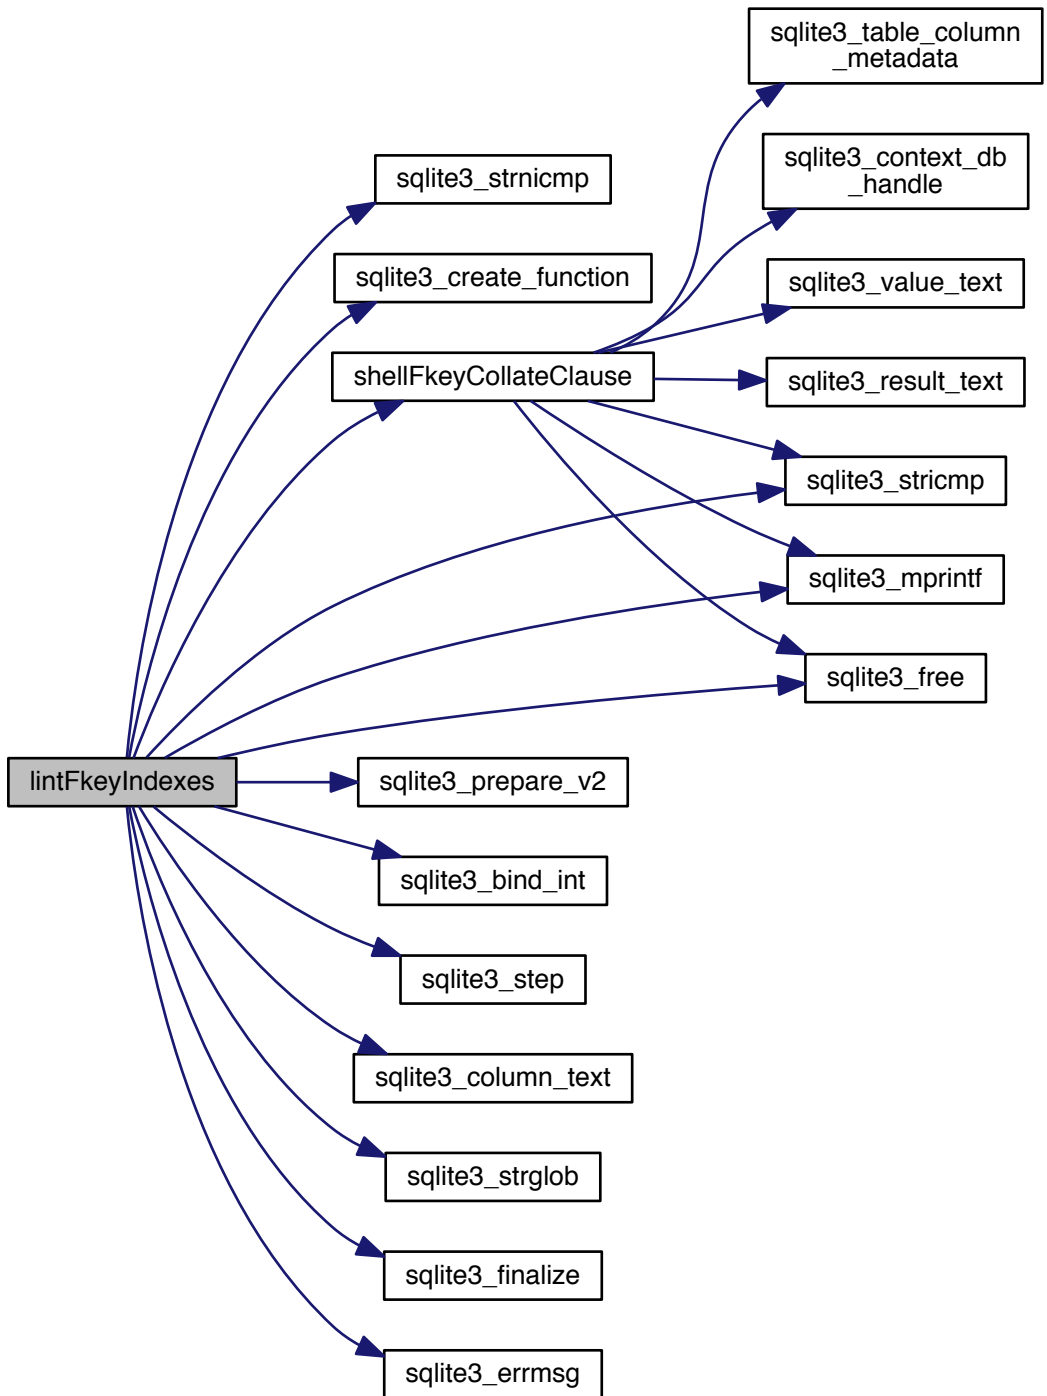 sqlite3_table_column
_metadata
sqlite3_context_db
_handle
sqlite3_strnicmp
sqlite3_create_function
sqlite3_value_text
shellFkeyCollateClause
sqlite3_result_text
sqlite3_stricmp
sqlite3_mprintf
sqlite3_free
lintFkeyIndexes
sqlite3_prepare_v2
sqlite3_bind_int
sqlite3_step
sqlite3_column_text
sqlite3_strglob
sqlite3_finalize
sqlite3_errmsg